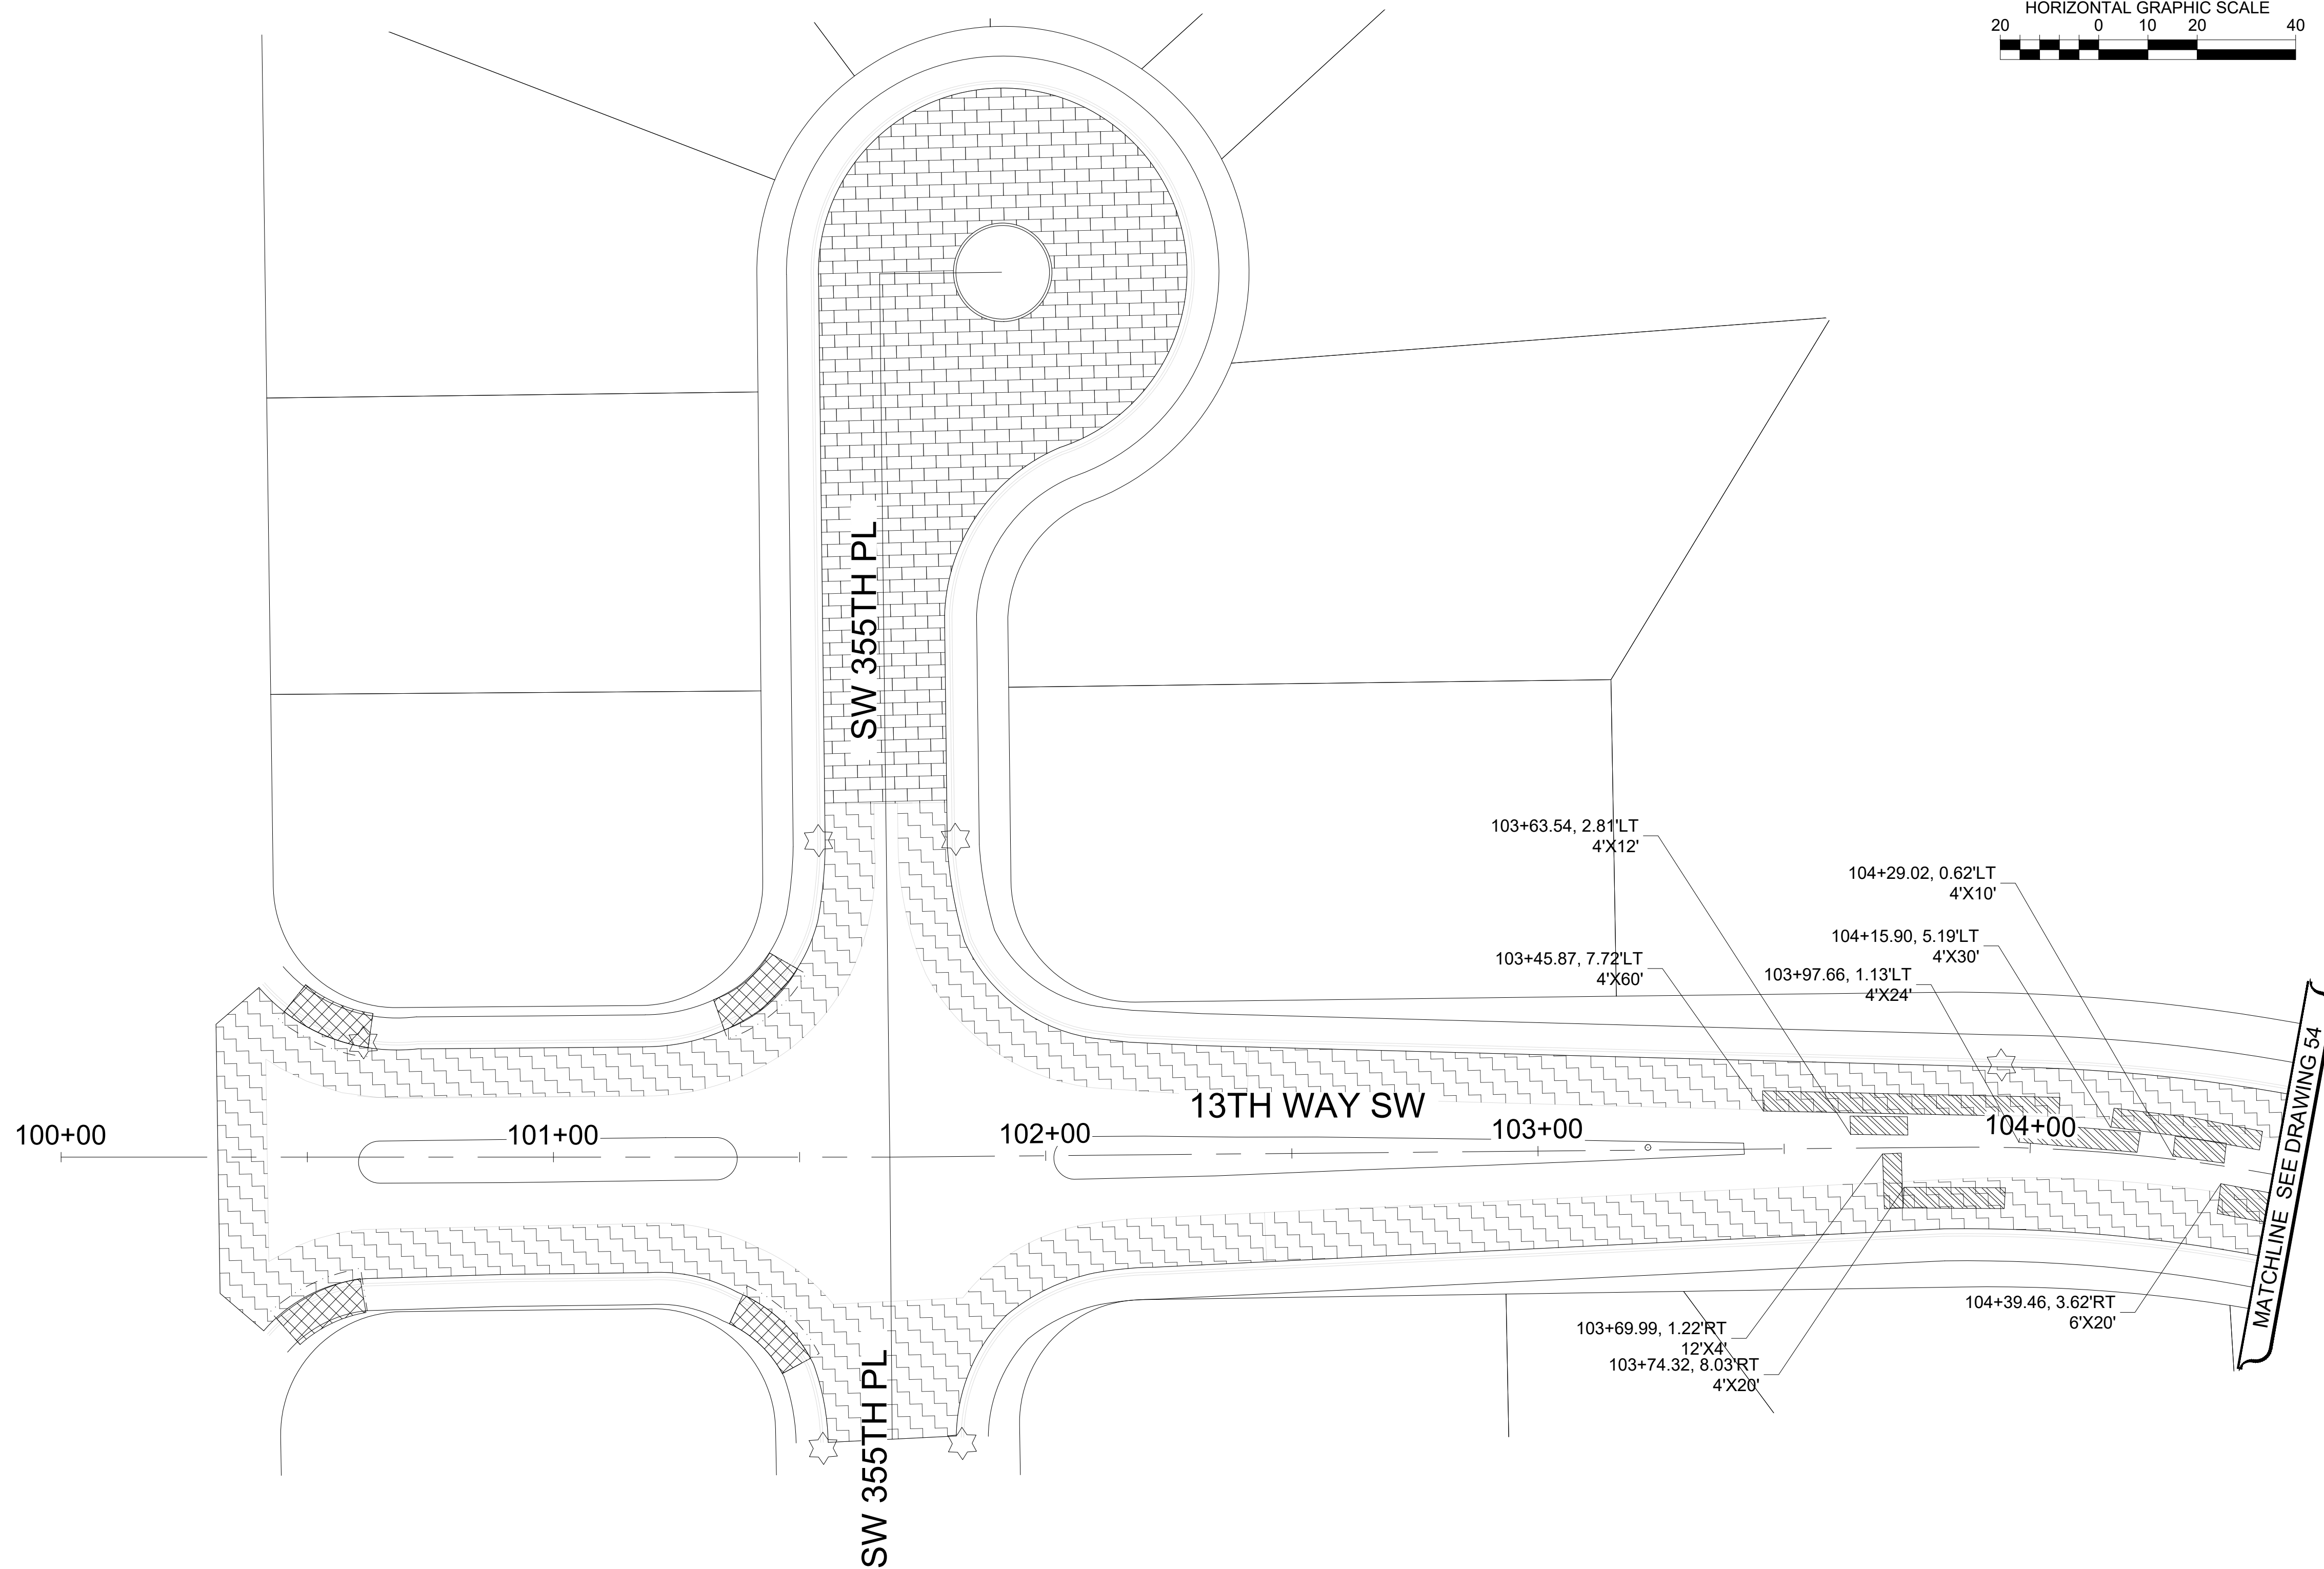 HORIZONTAL GRAPHIC SCALE
20 0 10 20 40
SW 355TH PL
103+63.54, 2.81'LT
4'X12'
104+29.02, 0.62'LT
4'X10'
104+15.90, 5.19'LT
4'X30'
103+45.87, 7.72'LT
4'X60'
103+97.66, 1.13'LT
4'X24'
13TH WAY SW
100+00 101+00 102+00 103+00 104+00
MATCHLINE SEE DRAWING 54
104+39.46, 3.62'RT
6'X20'
103+69.99, 1.22'RT
12'X4'
103+74.32, 8.03'RT
4'X20'
SW 355TH PL